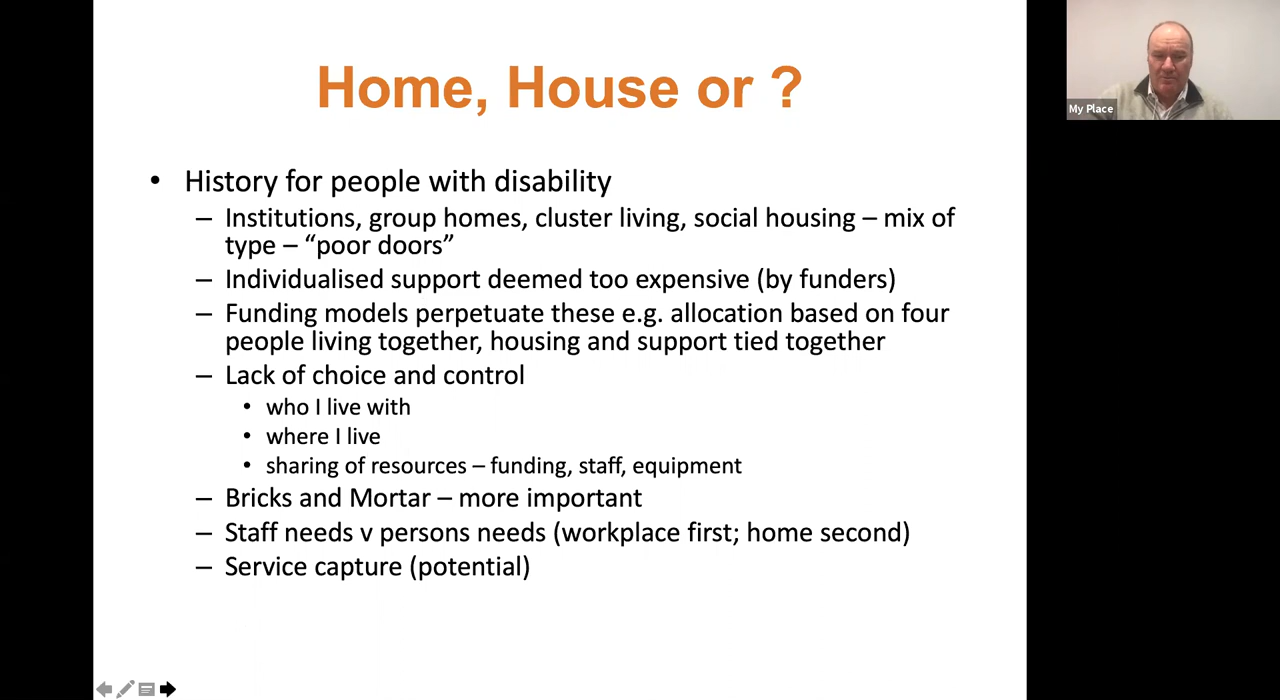 Home, House or ?
• History for people with disability
– Institutions, group homes, cluster living, social housing – mix of
type – “poor doors”
– Individualised support deemed too expensive (by funders)
– Funding models perpetuate these e.g. allocation based on four
people living together, housing and support tied together
– Lack of choice and control
• who I live with
• where I live
• sharing of resources – funding, staff, equipment
– Bricks and Mortar – more important
– Staff needs v persons needs (workplace first; home second)
– Service capture (potential)
My Place